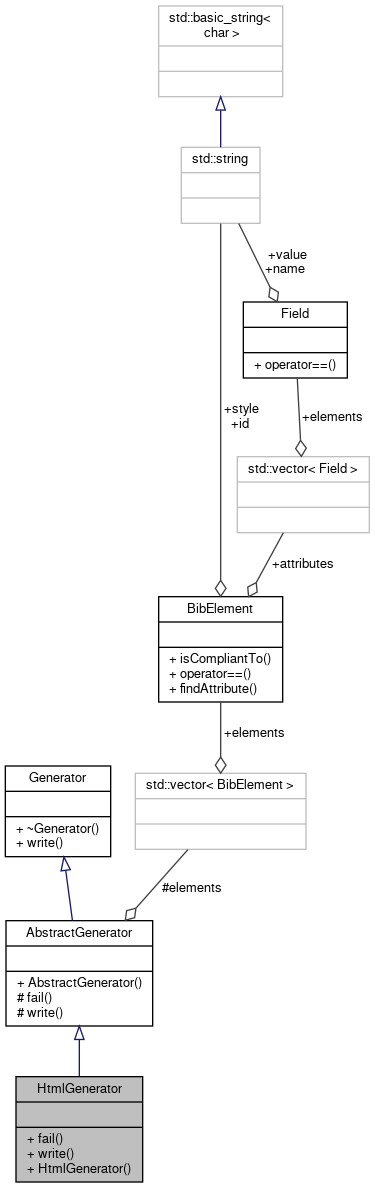 std::basic_string<
char >
std::string
+value
+name
Field
+ operator==()
+style
+id
+elements
std::vector< Field >
+attributes
BibElement
+ isCompliantTo()
+ operator==()
+ findAttribute()
+elements
Generator
+ ~Generator()
+ write()
std::vector< BibElement >
#elements
AbstractGenerator
+ AbstractGenerator()
# fail()
# write()
HtmlGenerator
+ fail()
+ write()
+ HtmlGenerator()